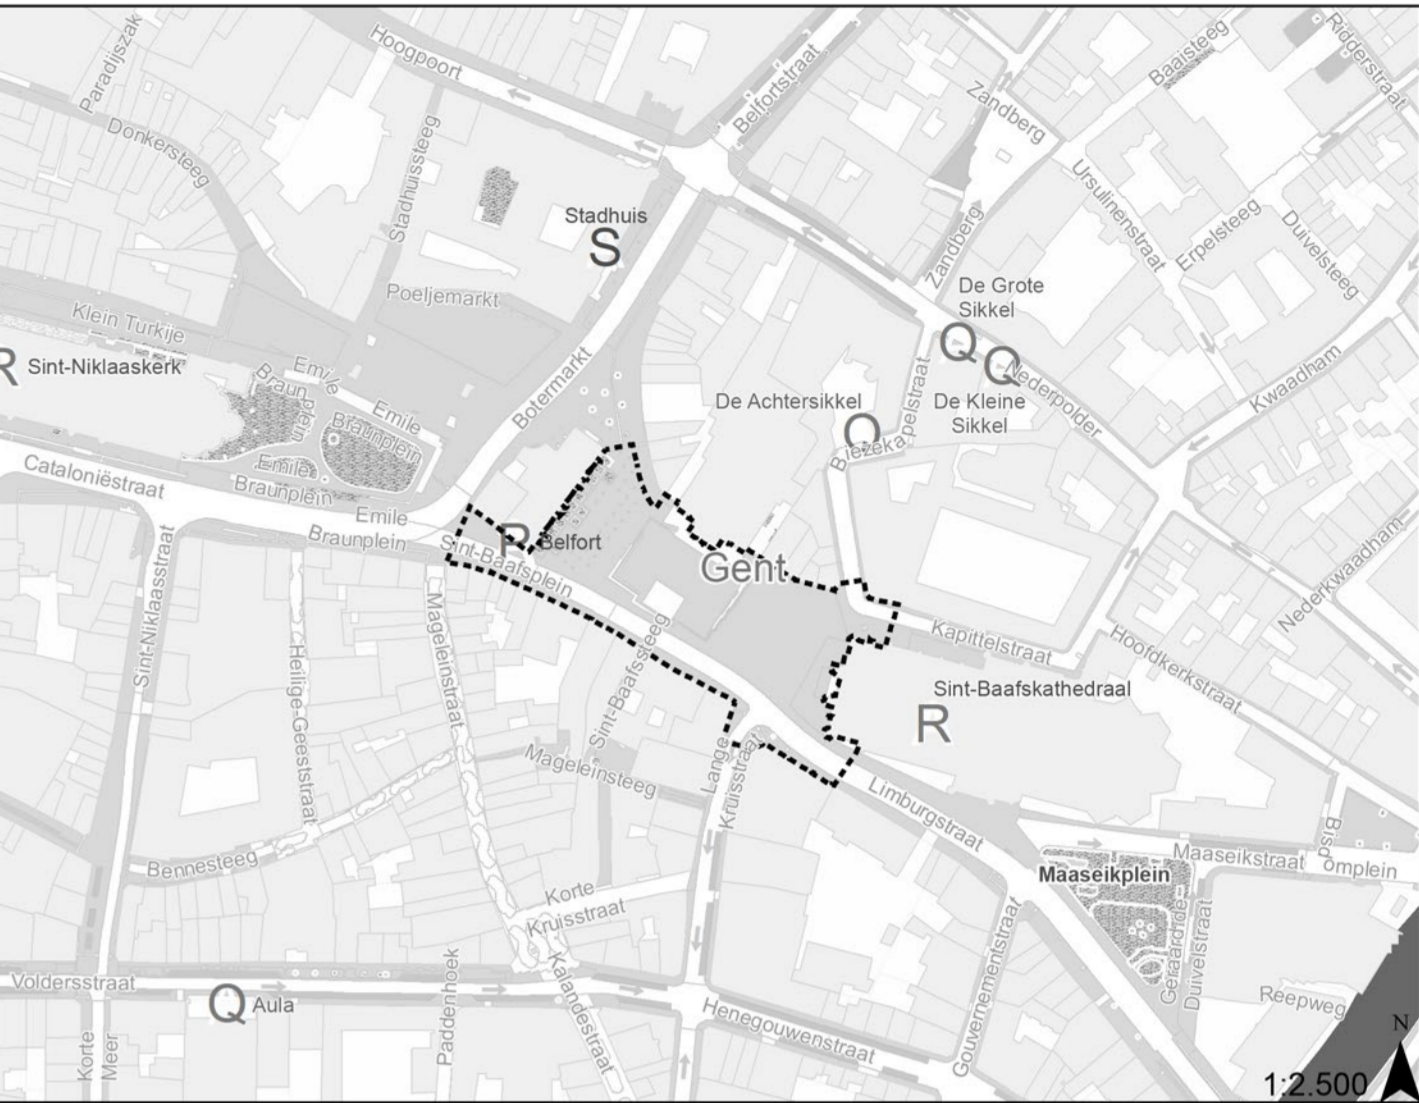 Paradijszak
Hoogpoort
Belfortstraat
Zandberg
Baaisteeg
Ridderstraat
Donkersteeg
Stadhuissteeg
Stadhuis
S
Ursulinenstraat
Erpelsteeg
Duivelsteeg
Zandberg
De Grote
Sikkel
Poeljemarkt
Klein Turkije
R
Sint-Niklaaskerk
Emile
Braunplein
Emile
Braunplein
Botermarkt
Q
Q
Nederpolder
De Achtersikkel
De Kleine
Sikkel
Kwaadham
Q
Biezekapelstraat
Emile
Braunplein
Cataloniëstraat
Emile
Braunplein
R
Belfort
Sint-Baafsplein
Gent
Nederkwaadham
Sint-Niklaasstraat
Heilige-Geeststraat
Mageleinstraat
Sint-Baafssteeg
Kapittelstraat
Hoofdkerkstraat
Sint-Baafskathedraal
R
Mageleinsteeg
Lange
Kruisstraat
Limburgstraat
Bennesteeg
Maaseikstraat
Bisdomplein
Maaseikplein
Korte
Kruisstraat
Geraard de
Duivelstraat
Gouvernementstraat
Voldersstraat
Q
Aula
Paddenhoek
Kalandestraat
Henegouwenstraat
Reepweg
Korte
Meer
N
1:2.500